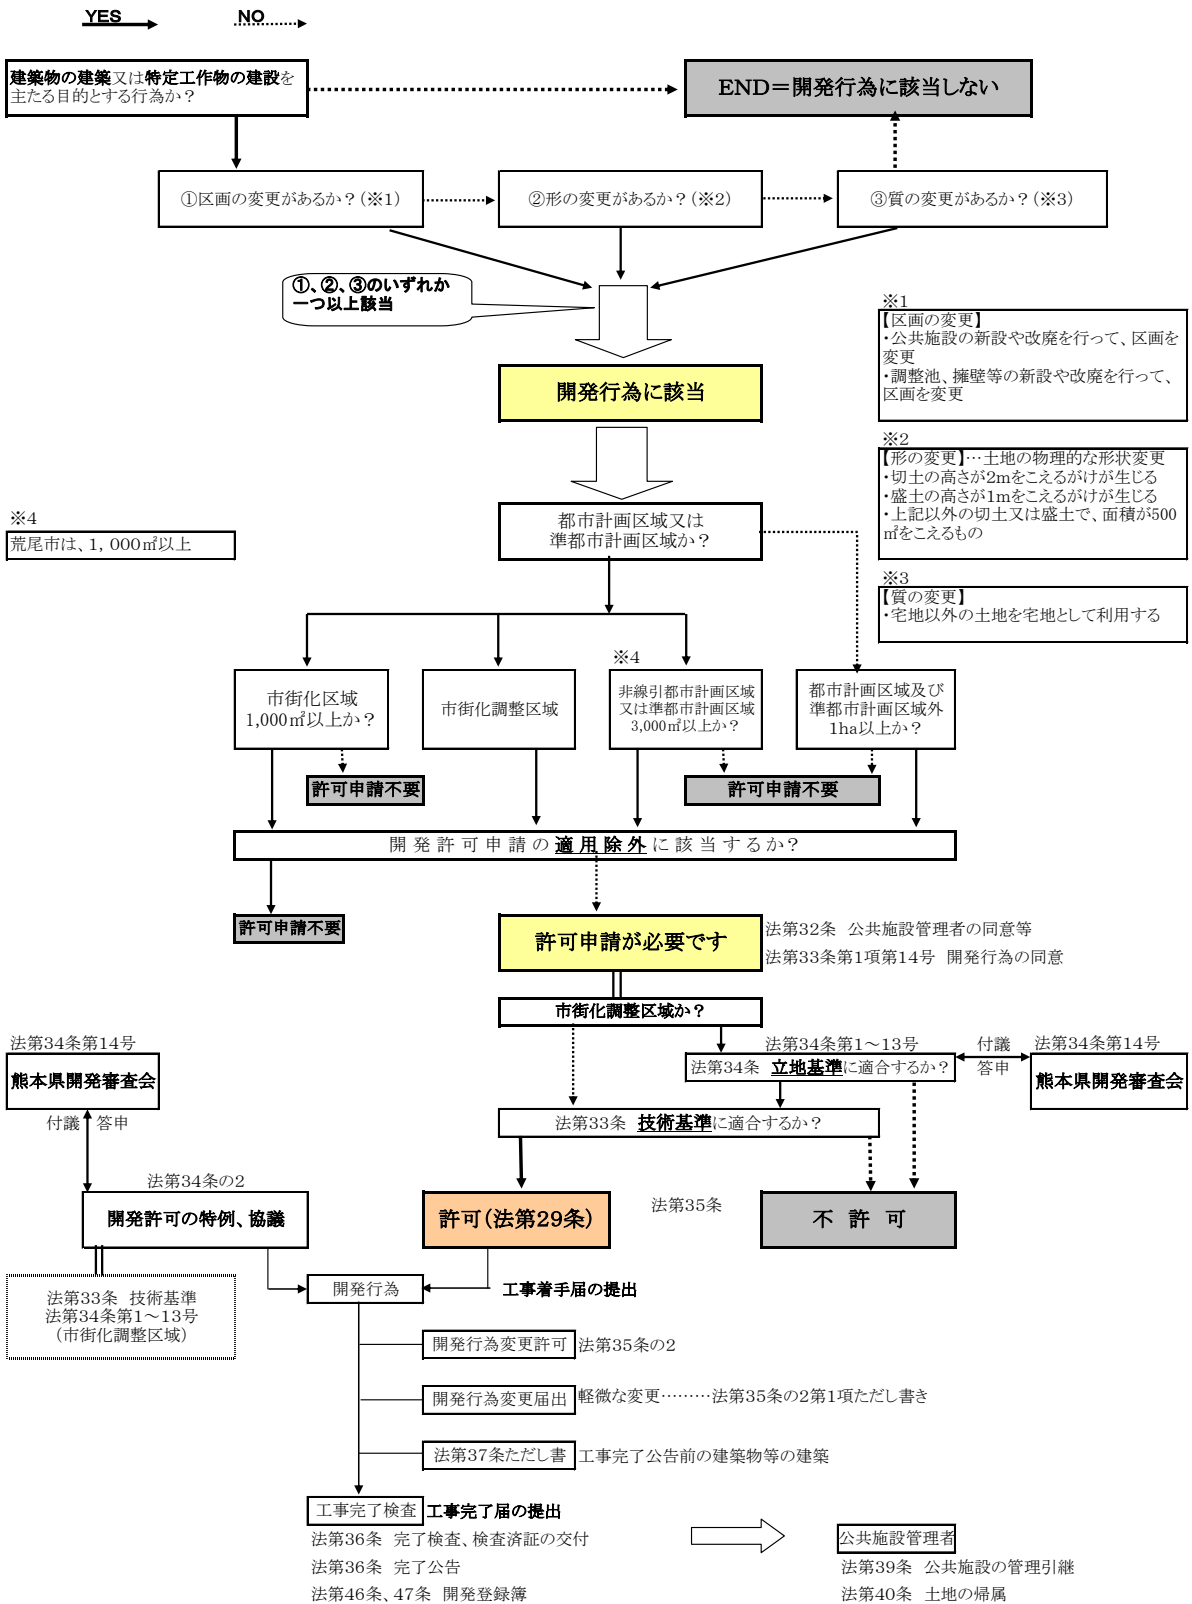 YES
NO
建築物の建築又は特定工作物の建設を
主たる目的とする行為か？
END＝開発行為に該当しない
①区画の変更があるか？(※1)
②形の変更があるか？(※2)
③質の変更があるか？(※3)
①、②、③のいずれか
一つ以上該当
※1
【区画の変更】
・公共施設の新設や改廃を行って、区画を
変更
・調整池、擁壁等の新設や改廃を行って、
区画を変更
開発行為に該当
※2
【形の変更】…土地の物理的な形状変更
・切土の高さが2mをこえるがけが生じる
・盛土の高さが1mをこえるがけが生じる
・上記以外の切土又は盛土で、面積が500
㎡をこえるもの
※4
荒尾市は、1，000㎡以上
都市計画区域又は
準都市計画区域か？
※3
【質の変更】
・宅地以外の土地を宅地として利用する
市街化区域
1,000㎡以上か？
市街化調整区域
※4
非線引都市計画区域
又は準都市計画区域
3,000㎡以上か？
都市計画区域及び
準都市計画区域外
1ha以上か？
許可申請不要
許可申請不要
開発許可申請の適用除外に該当するか？
許可申請不要
許可申請が必要です
法第32条　公共施設管理者の同意等
法第33条第1項第14号　開発行為の同意
市街化調整区域か？
法第34条第14号
熊本県開発審査会
付議　答申
法第34条第1～13号
法第34条　立地基準に適合するか？
付議
答申
法第34条第14号
熊本県開発審査会
法第33条　技術基準に適合するか？
法第34条の2
開発許可の特例、協議
許可(法第29条)
法第35条
不　許　可
法第33条　技術基準
法第34条第1～13号
(市街化調整区域)
開発行為
工事着手届の提出
開発行為変更許可
法第35条の2
開発行為変更届出
軽微な変更………法第35条の2第1項ただし書き
法第37条ただし書
工事完了公告前の建築物等の建築
工事完了検査
工事完了届の提出
法第36条　完了検査、検査済証の交付
法第36条　完了公告
法第46条、47条　開発登録簿
公共施設管理者
法第39条　公共施設の管理引継
法第40条　土地の帰属